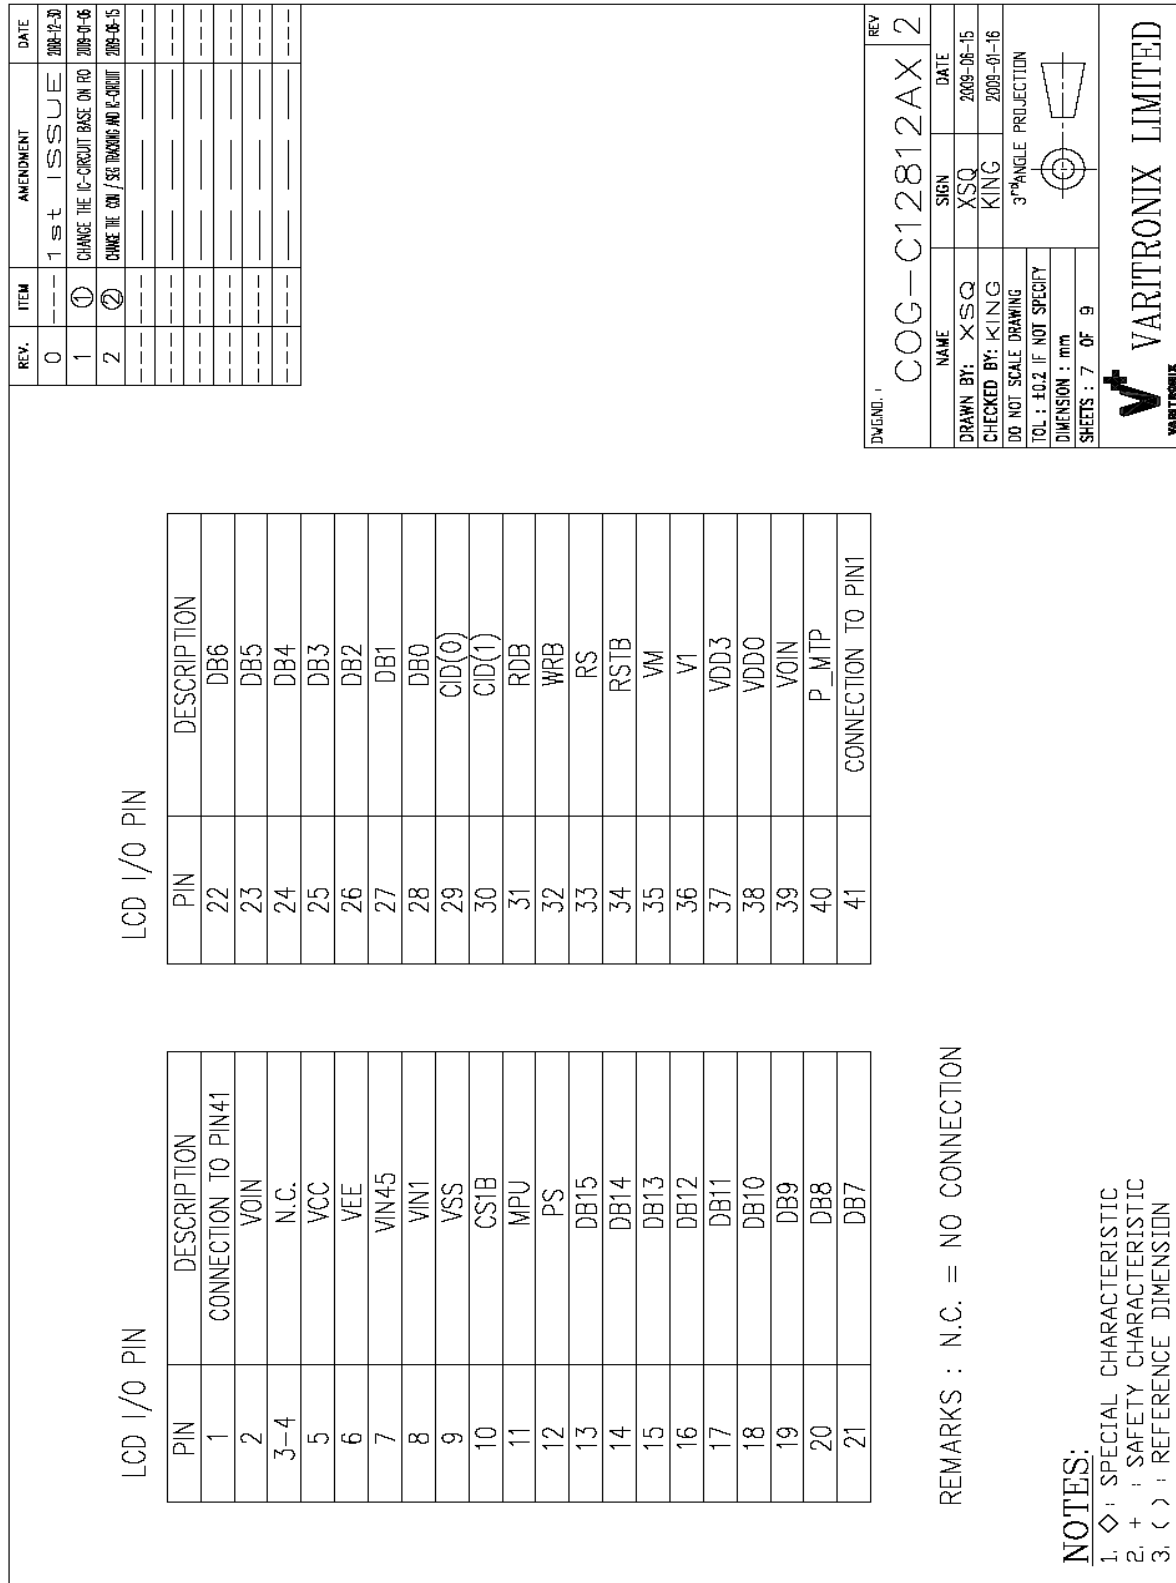 REV. ITEM AMENDMENT DATE
0 ---- 1st ISSUE 2008-12-30
1 ① CHANGE THE IC-CIRCUIT BASE ON RO 2009-01-06
2 ② CHANGE THE COM / SEG TRACKING AND IC-CIRCUIT 2009-06-15
LCD I/O PIN
PIN DESCRIPTION
1 CONNECTION TO PIN41
2 VOIN
3-4 N.C.
5 VCC
6 VEE
7 VIN45
8 VIN1
9 VSS
10 CS1B
11 MPU
12 PS
13 DB15
14 DB14
15 DB13
16 DB12
17 DB11
18 DB10
19 DB9
20 DB8
21 DB7
LCD I/O PIN
PIN DESCRIPTION
22 DB6
23 DB5
24 DB4
25 DB3
26 DB2
27 DB1
28 DB0
29 CID(0)
30 CID(1)
31 RDB
32 WRB
33 RS
34 RSTB
35 VM
36 V1
37 VDD3
38 VDD0
39 VOIN
40 P_MTP
41 CONNECTION TO PIN1
REMARKS : N.C. = NO CONNECTION
NOTES:
1. ◇ : SPECIAL CHARACTERISTIC
2. + : SAFETY CHARACTERISTIC
3. ( ) : REFERENCE DIMENSION
DWG.NO. : REV
COG-C12812AX 2
NAME SIGN DATE
DRAWN BY: XSQ XSQ 2009-06-15
CHECKED BY: KING KING 2009-01-16
DO NOT SCALE DRAWING 3rd ANGLE PROJECTION
TOL : ±0.2 IF NOT SPECIFY
DIMENSION : mm
SHEETS : 7 OF 9
VARITRONIX VARITRONIX LIMITED